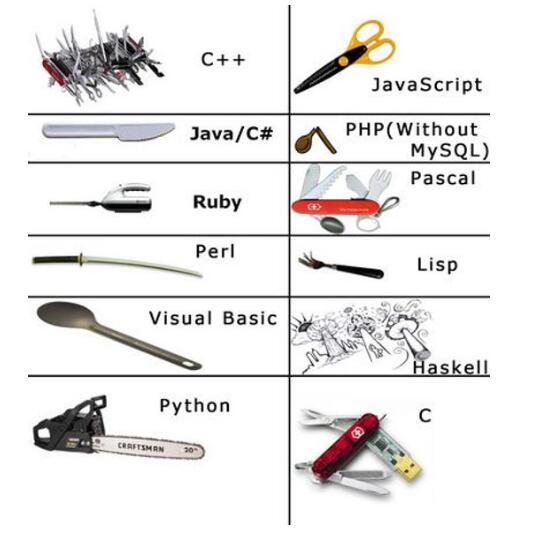 C++
JavaScript
Java/C#
PHP(Without
MySQL)
Ruby
Pascal
Perl
Lisp
Visual Basic
Haskell
Python
CRAFTSMAN 20"
C